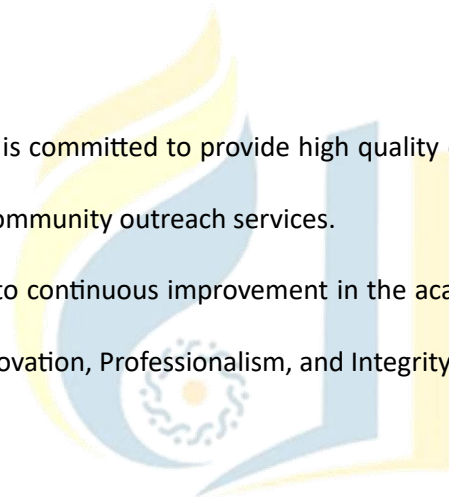 is committed to provide high quality
ommunity outreach services.
to continuous improvement in the aca
ovation, Professionalism, and Integrity